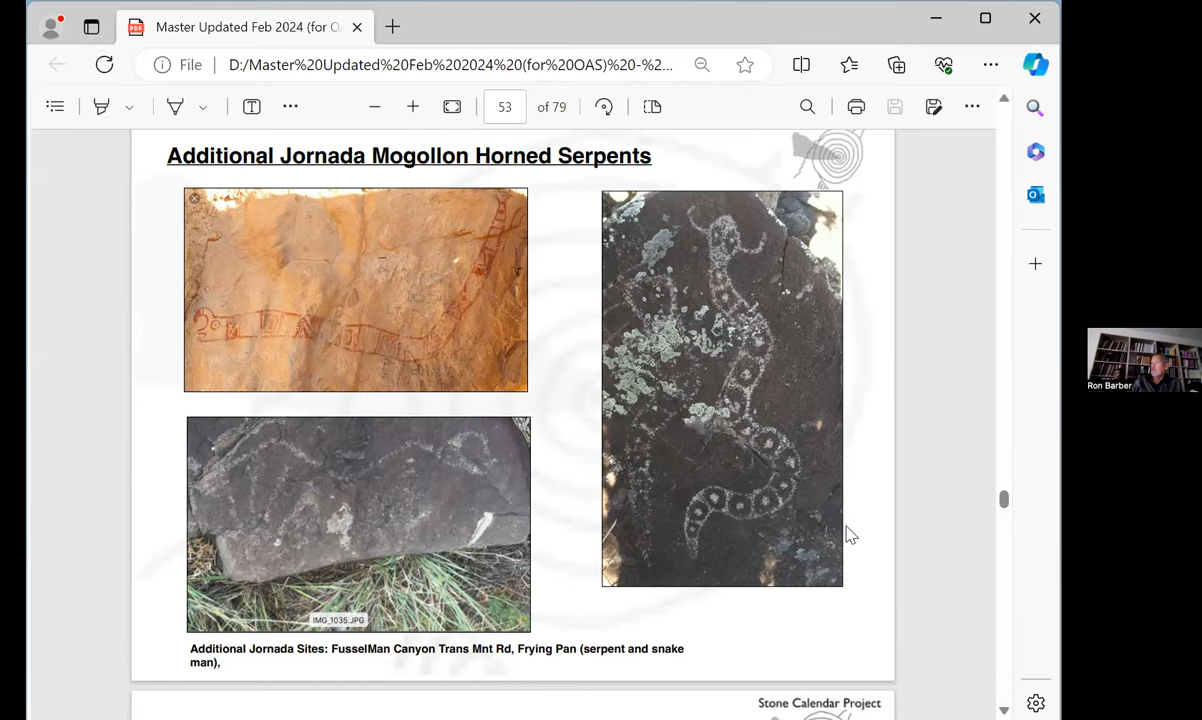 Master Updated Feb 2024 (for O
File
D:/Master%20Updated%20Feb%202024%20(for%20OAS)%20-%2...
53 of 79
Additional Jornada Mogollon Horned Serpents
Ron Barber
IMG_1035.JPG
Additional Jornada Sites: FusselMan Canyon Trans Mnt Rd, Frying Pan (serpent and snake
man),
Stone Calendar Project